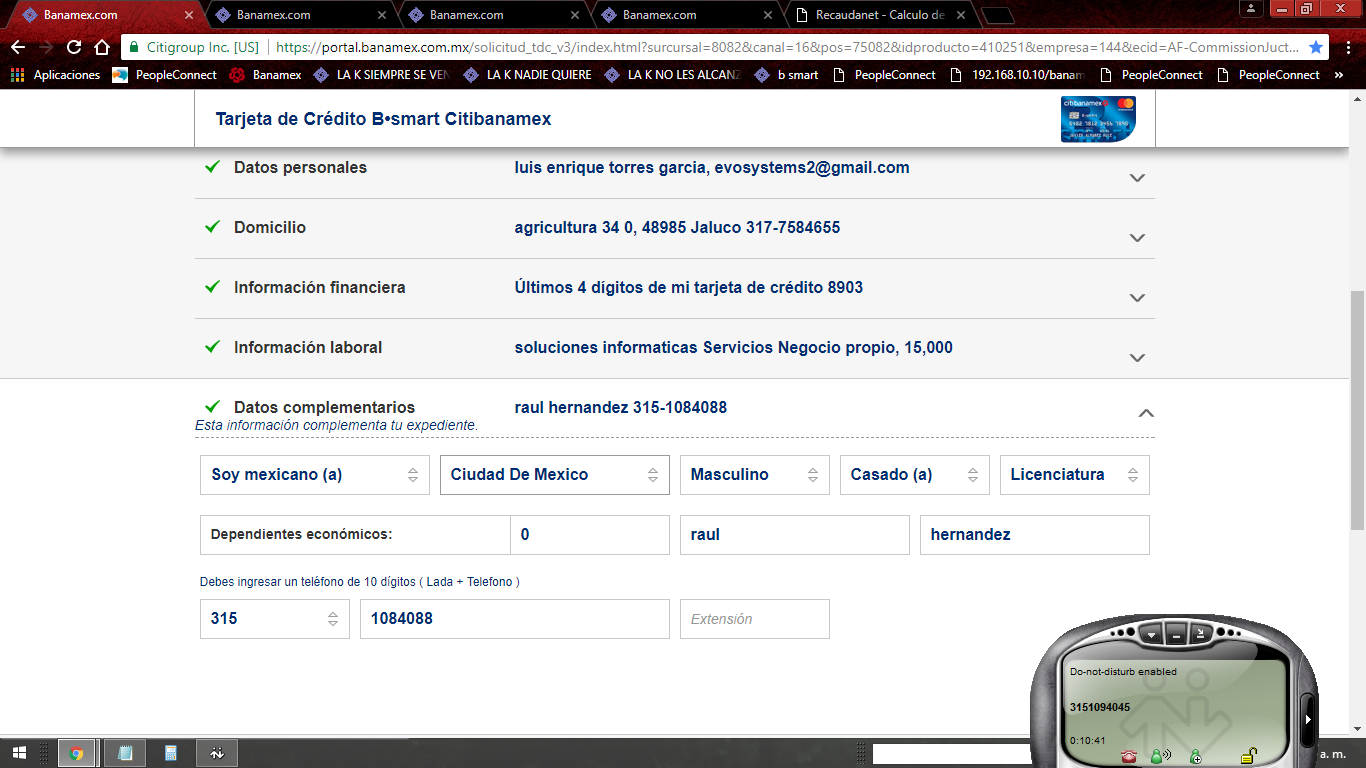 Banamex.com
Banamex.com
Banamex.com
Banamex.com
Recaudanet - Calculo de
Citigroup Inc. [US]
https://portal.banamex.com.mx/solicitud_tdc_v3/index.html?surcursal=8082&canal=16&pos=75082&idproducto=410251&empresa=144&ecid=AF-CommissionJuct...
Aplicaciones
PeopleConnect
Banamex
LA K SIEMPRE SE VEN
LA K NADIE QUIERE
LA K NO LES ALCANZ
b smart
PeopleConnect
192.168.10.10/banam
PeopleConnect
PeopleConnect
»
Tarjeta de Crédito B•smart Citibanamex
citibanamex
Datos personales
luis enrique torres garcia, evosystems2@gmail.com
Domicilio
agricultura 34 0, 48985 Jaluco 317-7584655
Información financiera
Últimos 4 dígitos de mi tarjeta de crédito 8903
Información laboral
soluciones informaticas Servicios Negocio propio, 15,000
Datos complementarios
raul hernandez 315-1084088
Esta información complementa tu expediente.
Soy mexicano (a)
Ciudad De Mexico
Masculino
Casado (a)
Licenciatura
Dependientes económicos:
0
raul
hernandez
Debes ingresar un teléfono de 10 dígitos ( Lada + Telefono )
315
1084088
Extensión
Do-not-disturb enabled
3151094045
0:10:41
a. m.